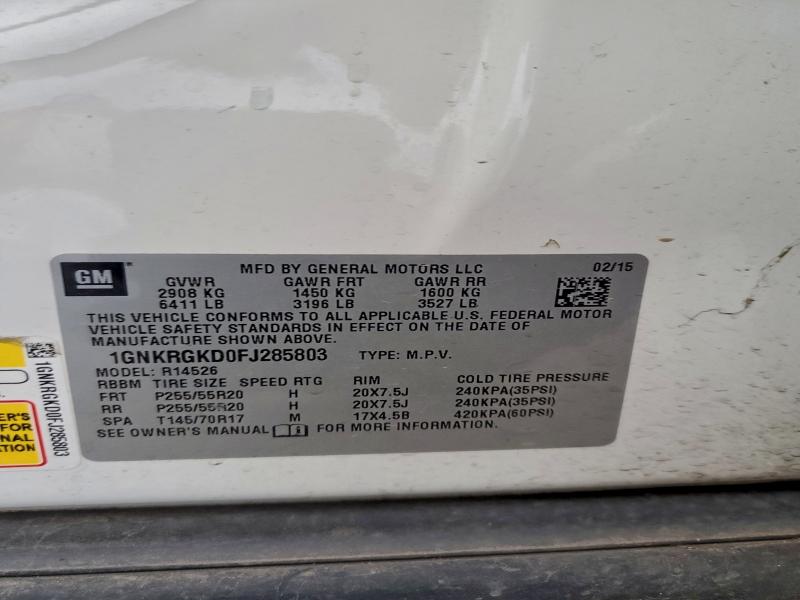 GM
MFD BY GENERAL MOTORS LLC 02/15
GVWR GAWR FRT GAWR RR
2908 KG 1450 KG 1600 KG
6411 LB 3196 LB 3527 LB
THIS VEHICLE CONFORMS TO ALL APPLICABLE U.S. FEDERAL MOTOR
VEHICLE SAFETY STANDARDS IN EFFECT ON THE DATE OF
MANUFACTURE SHOWN ABOVE.
1GNKRGKD0FJ285803 TYPE: M.P.V.
MODEL: R14526
RBBM TIRE SIZE SPEED RTG RIM COLD TIRE PRESSURE
FRT P255/55R20 H 20X7.5J 240KPA(35PSI)
RR P255/55R20 H 20X7.5J 240KPA(35PSI)
SPA T145/70R17 M 17X4.5B 420KPA(60PSI)
SEE OWNER'S MANUAL FOR MORE INFORMATION.
1GNKRGKD0FJ285803
ER'S
FOR
NAL
TION